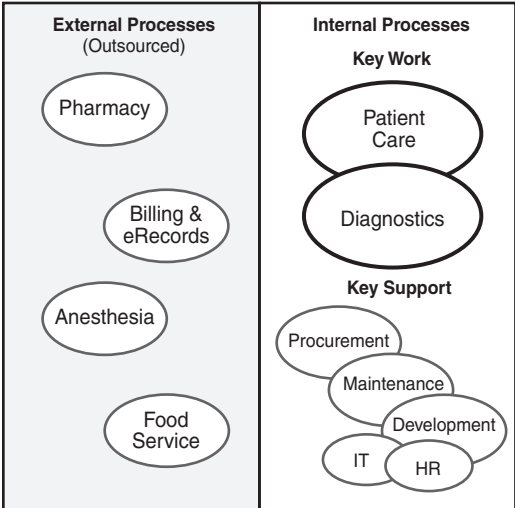 External Processes
(Outsourced)
Pharmacy
Billing &
eRecords
Anesthesia
Food
Service
Internal Processes
Key Work
Patient
Care
Diagnostics
Key Support
Procurement
Maintenance
Development
IT
HR